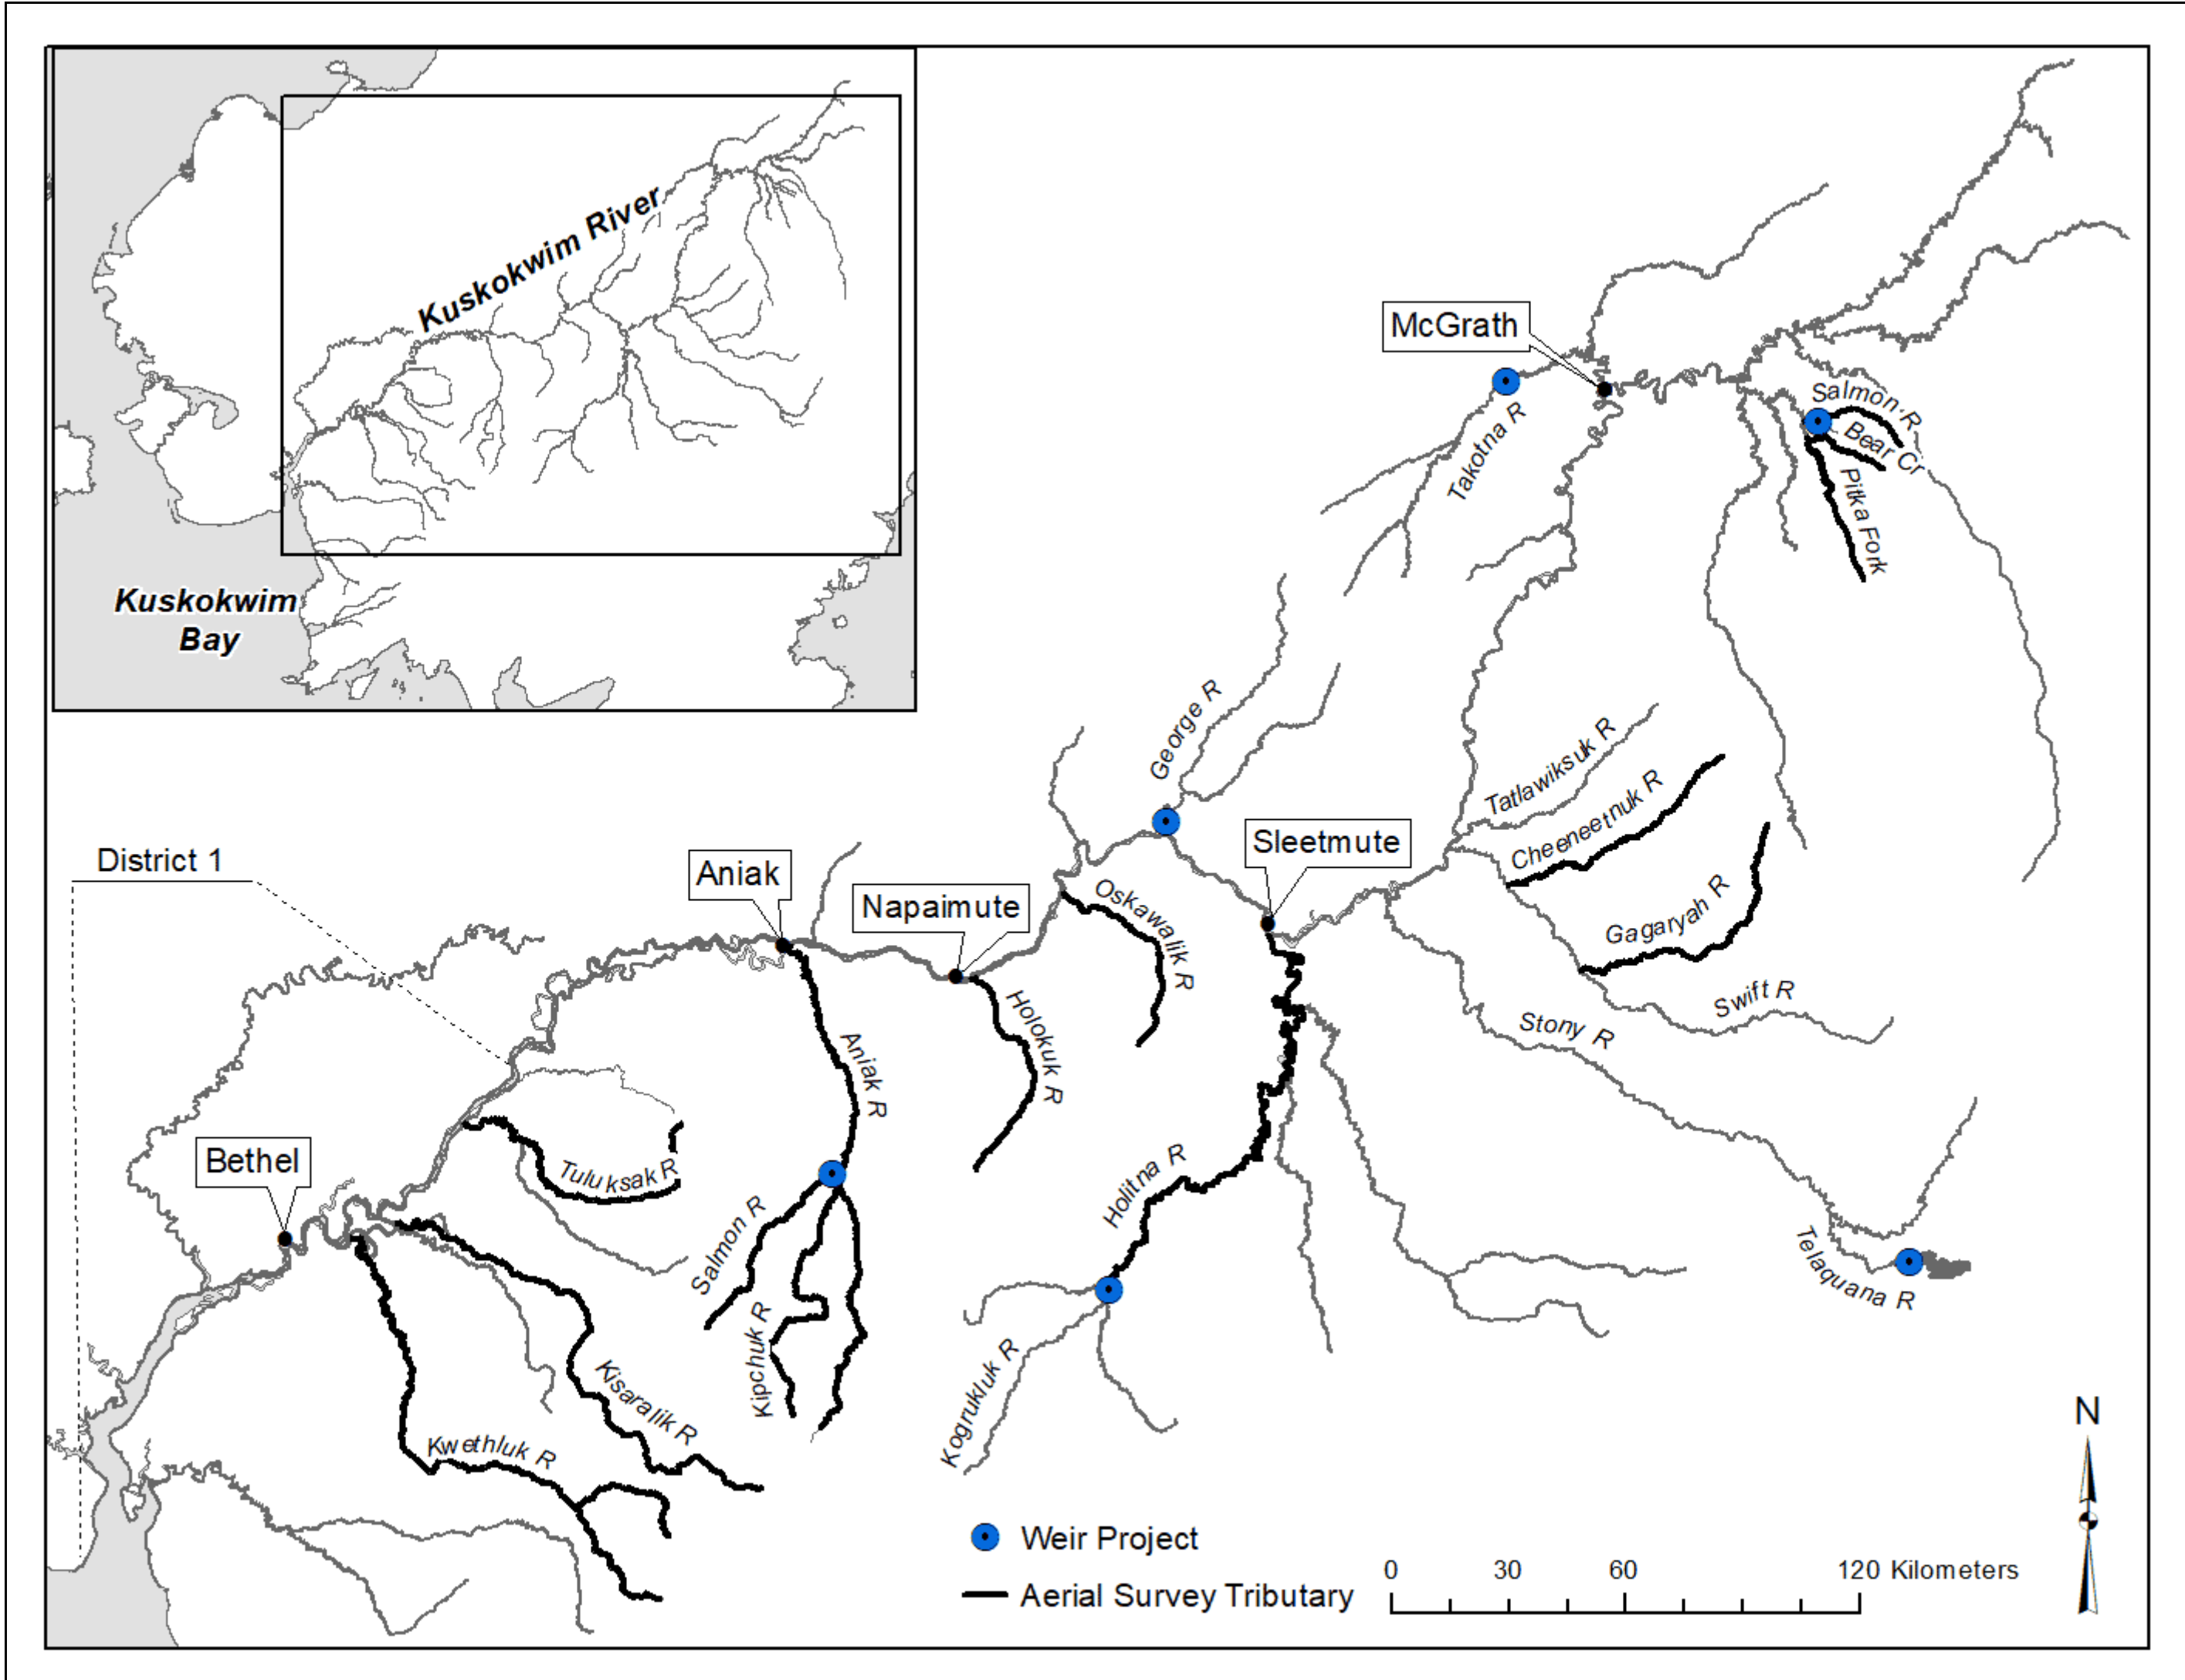 Kuskokwim River
Kuskokwim
Bay
McGrath
Takotna R
Salmon R
Bear Cr
Pitka Fork
George R
Tatlawiksuk R
Cheeneetnuk R
Sleetmute
District 1
Aniak
Napaimute
Oskawalik R
Gagaryah R
Swift R
Stony R
Holokuk R
Aniak R
Bethel
Tuluksak R
Salmon R
Holitna R
Telaquana R
Kipchuk R
Kisaralik R
Kogrukluk R
Kwethluk R
N
Weir Project
Aerial Survey Tributary
0 30 60 120 Kilometers